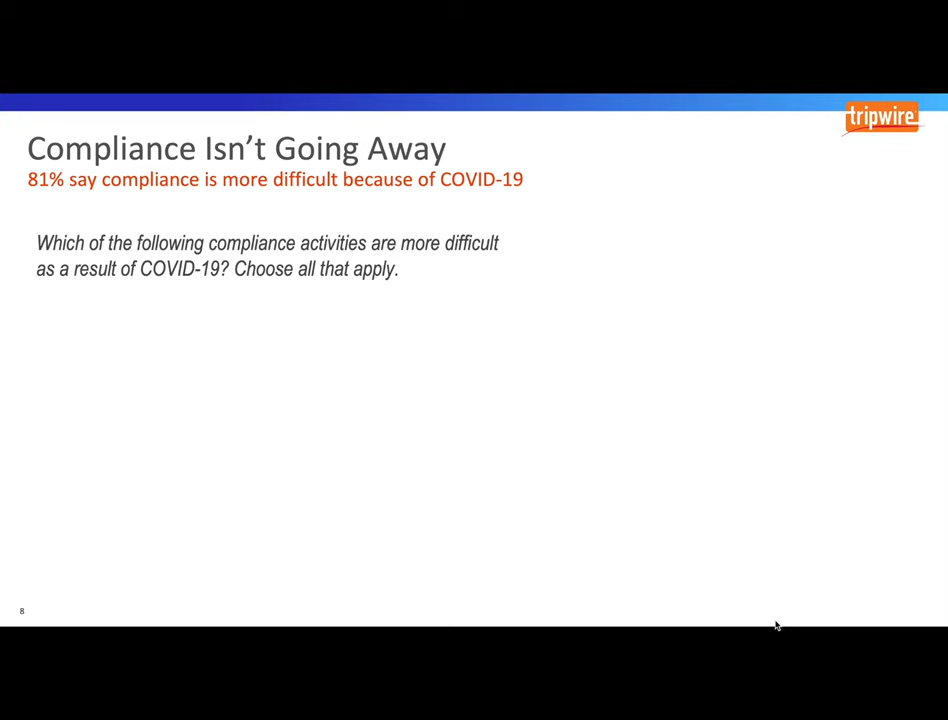 tripwire
Compliance Isn't Going Away
81% say compliance is more difficult because of COVID-19
Which of the following compliance activities are more difficult
as a result of COVID-19? Choose all that apply.
8